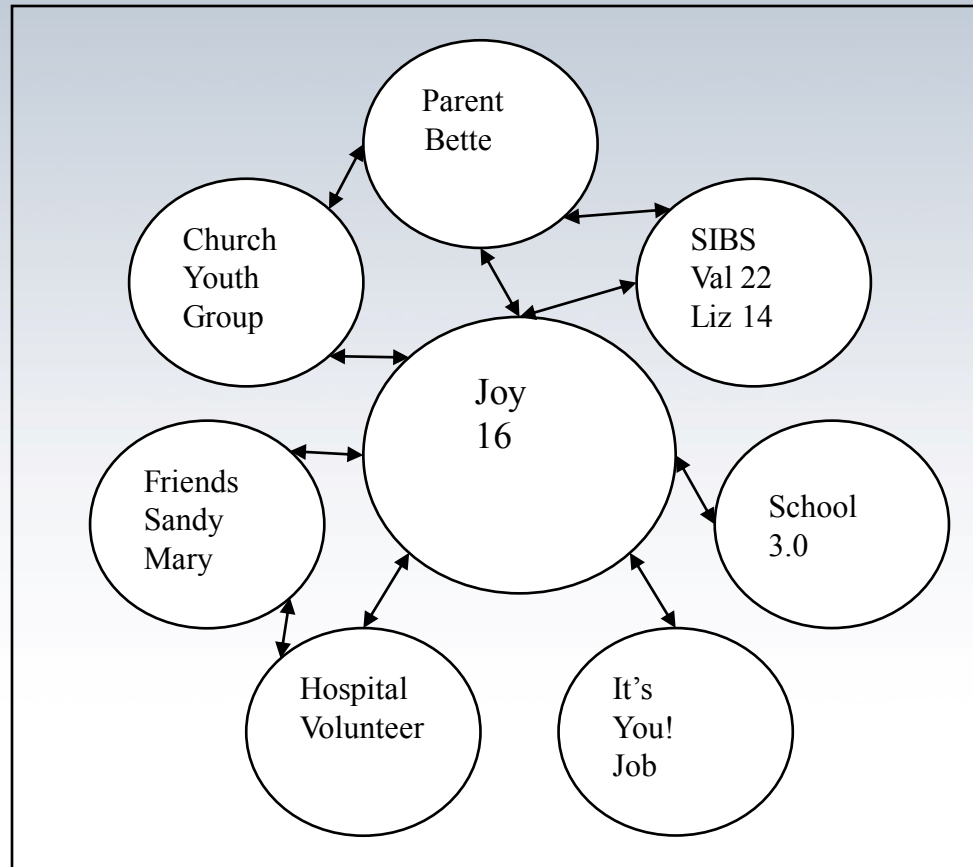 Parent
Bette
Church
Youth
Group
SIBS
Val 22
Liz 14
Joy
16
Friends
Sandy
Mary
School
3.0
Hospital
Volunteer
It’s
You!
Job